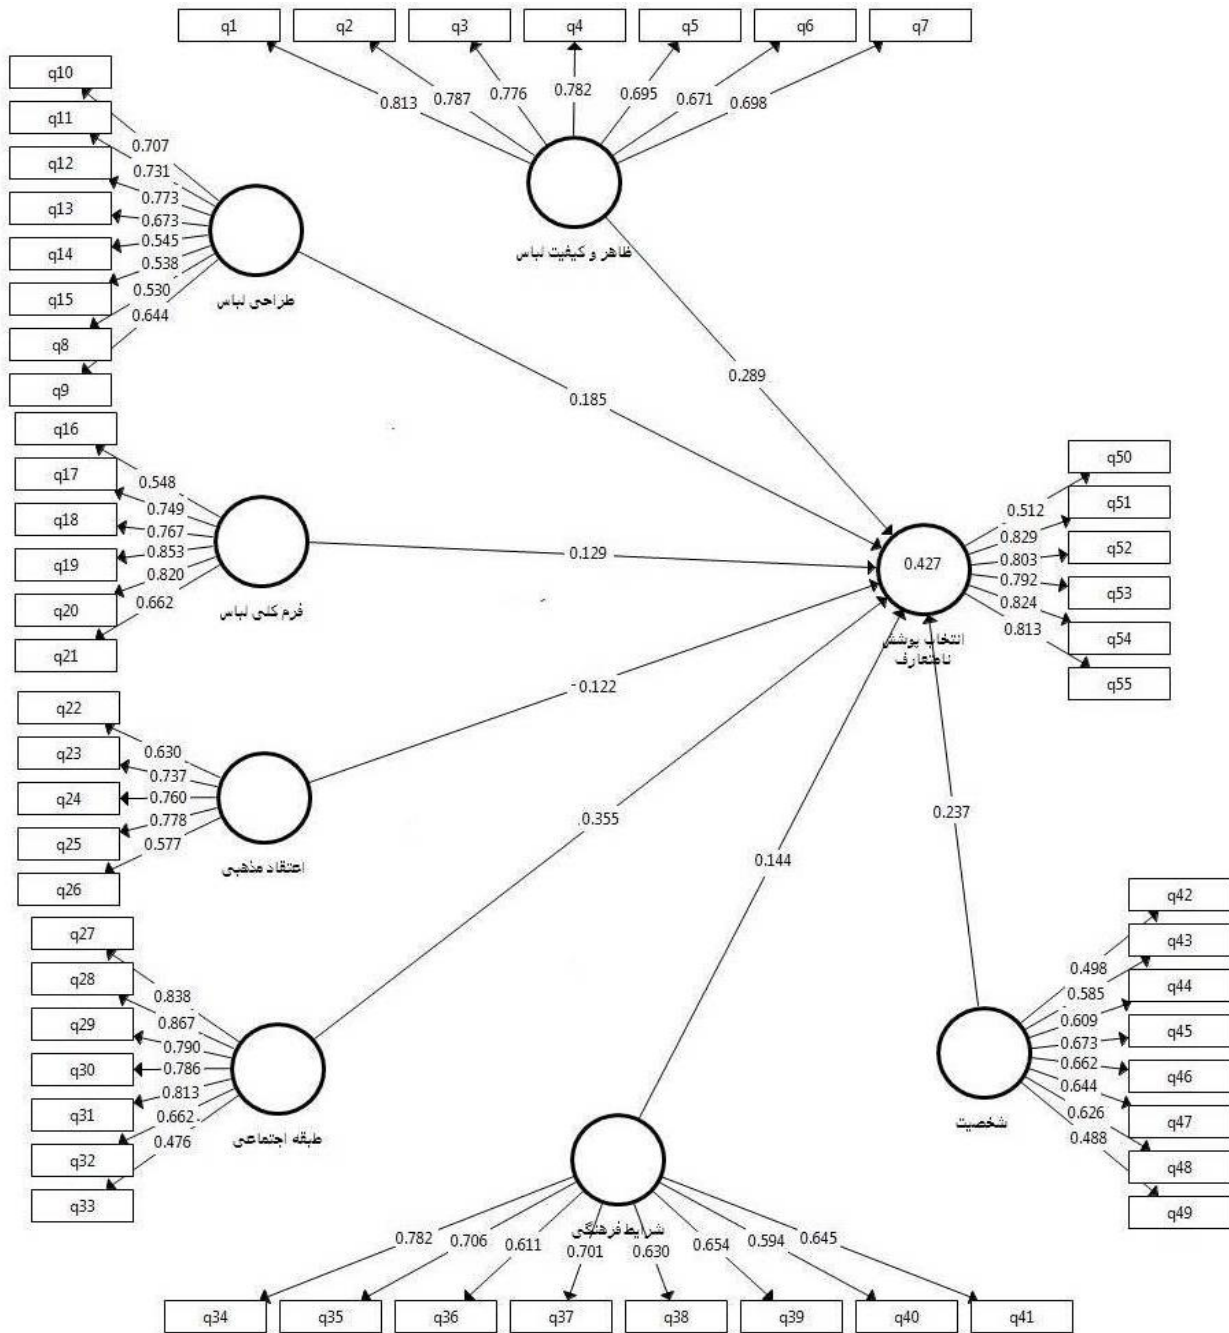 q1 q2 q3 q4 q5 q6 q7
0.813 0.787 0.776 0.782 0.695 0.671 0.698
ظاهر و کیفیت لباس
0.289
q10
q11
q12
q13
q14
q15
q8
q9
0.707
0.731
0.773
0.673
0.545
0.538
0.530
0.644
طراحی لباس
0.185
q16
q17
q18
q19
q20
q21
0.548
0.749
0.767
0.853
0.820
0.662
فرم کلی لباس
0.129
q22
q23
q24
q25
q26
0.630
0.737
0.760
0.778
0.577
اعتقاد مذهبی
-0.122
q27
q28
q29
q30
q31
q32
q33
0.838
0.867
0.790
0.786
0.813
0.662
0.476
طبقه اجتماعی
0.355
0.427
انتخاب پوشش
نامتعارف
0.512
0.829
0.803
0.792
0.824
0.813
q50
q51
q52
q53
q54
q55
0.144
0.237
شخصیت
0.498
0.585
0.609
0.673
0.662
0.644
0.626
0.488
q42
q43
q44
q45
q46
q47
q48
q49
شرایط فرهنگی
0.782 0.706 0.611 0.701 0.630 0.654 0.594 0.645
q34 q35 q36 q37 q38 q39 q40 q41